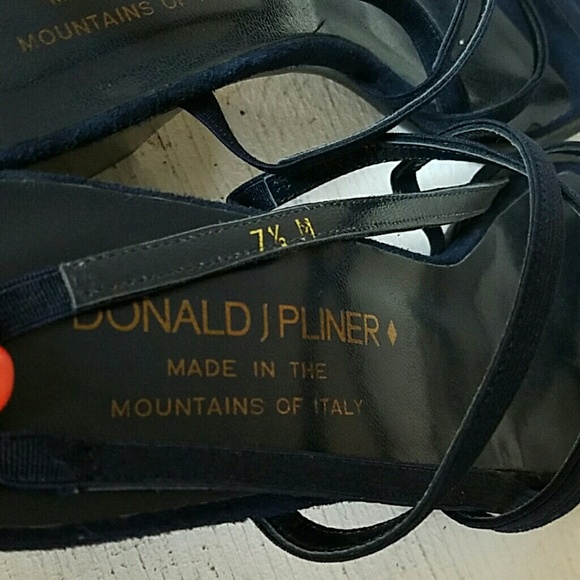 MOUNTAINS OF
7½ M
DONALD J PLINER♦
MADE IN THE
MOUNTAINS OF ITALY